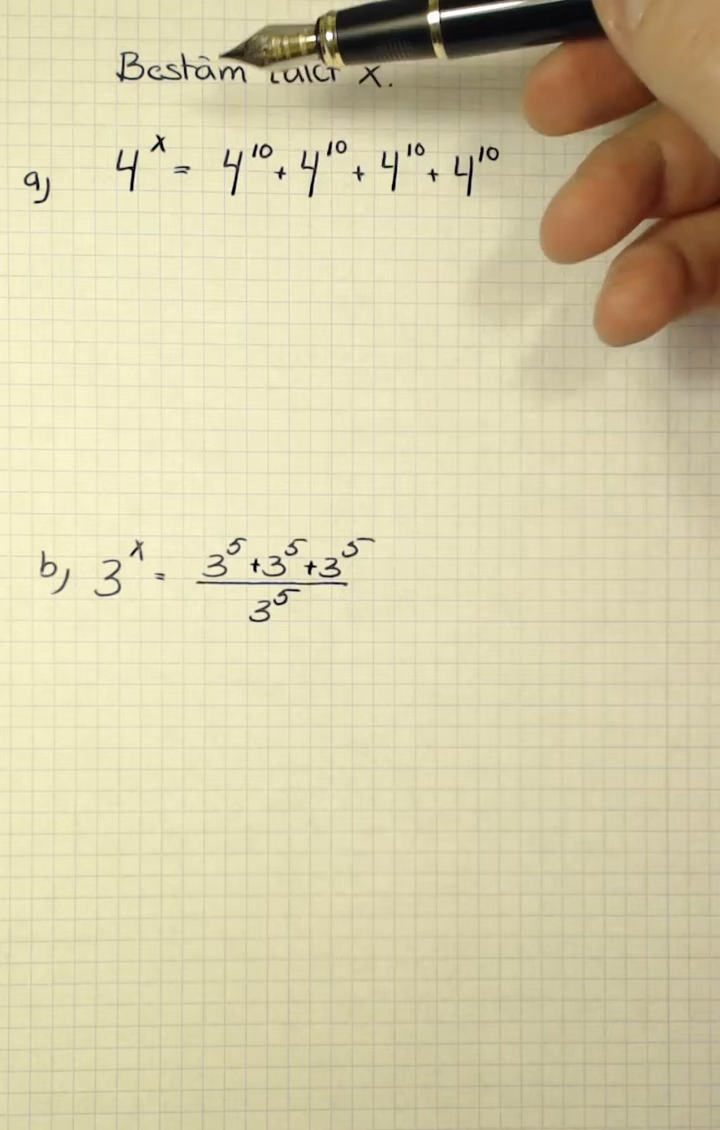 Bestäm x.
a) 4^x = 4^10 + 4^10 + 4^10 + 4^10
b) 3^x = (3^5 + 3^5 + 3^5) / 3^5